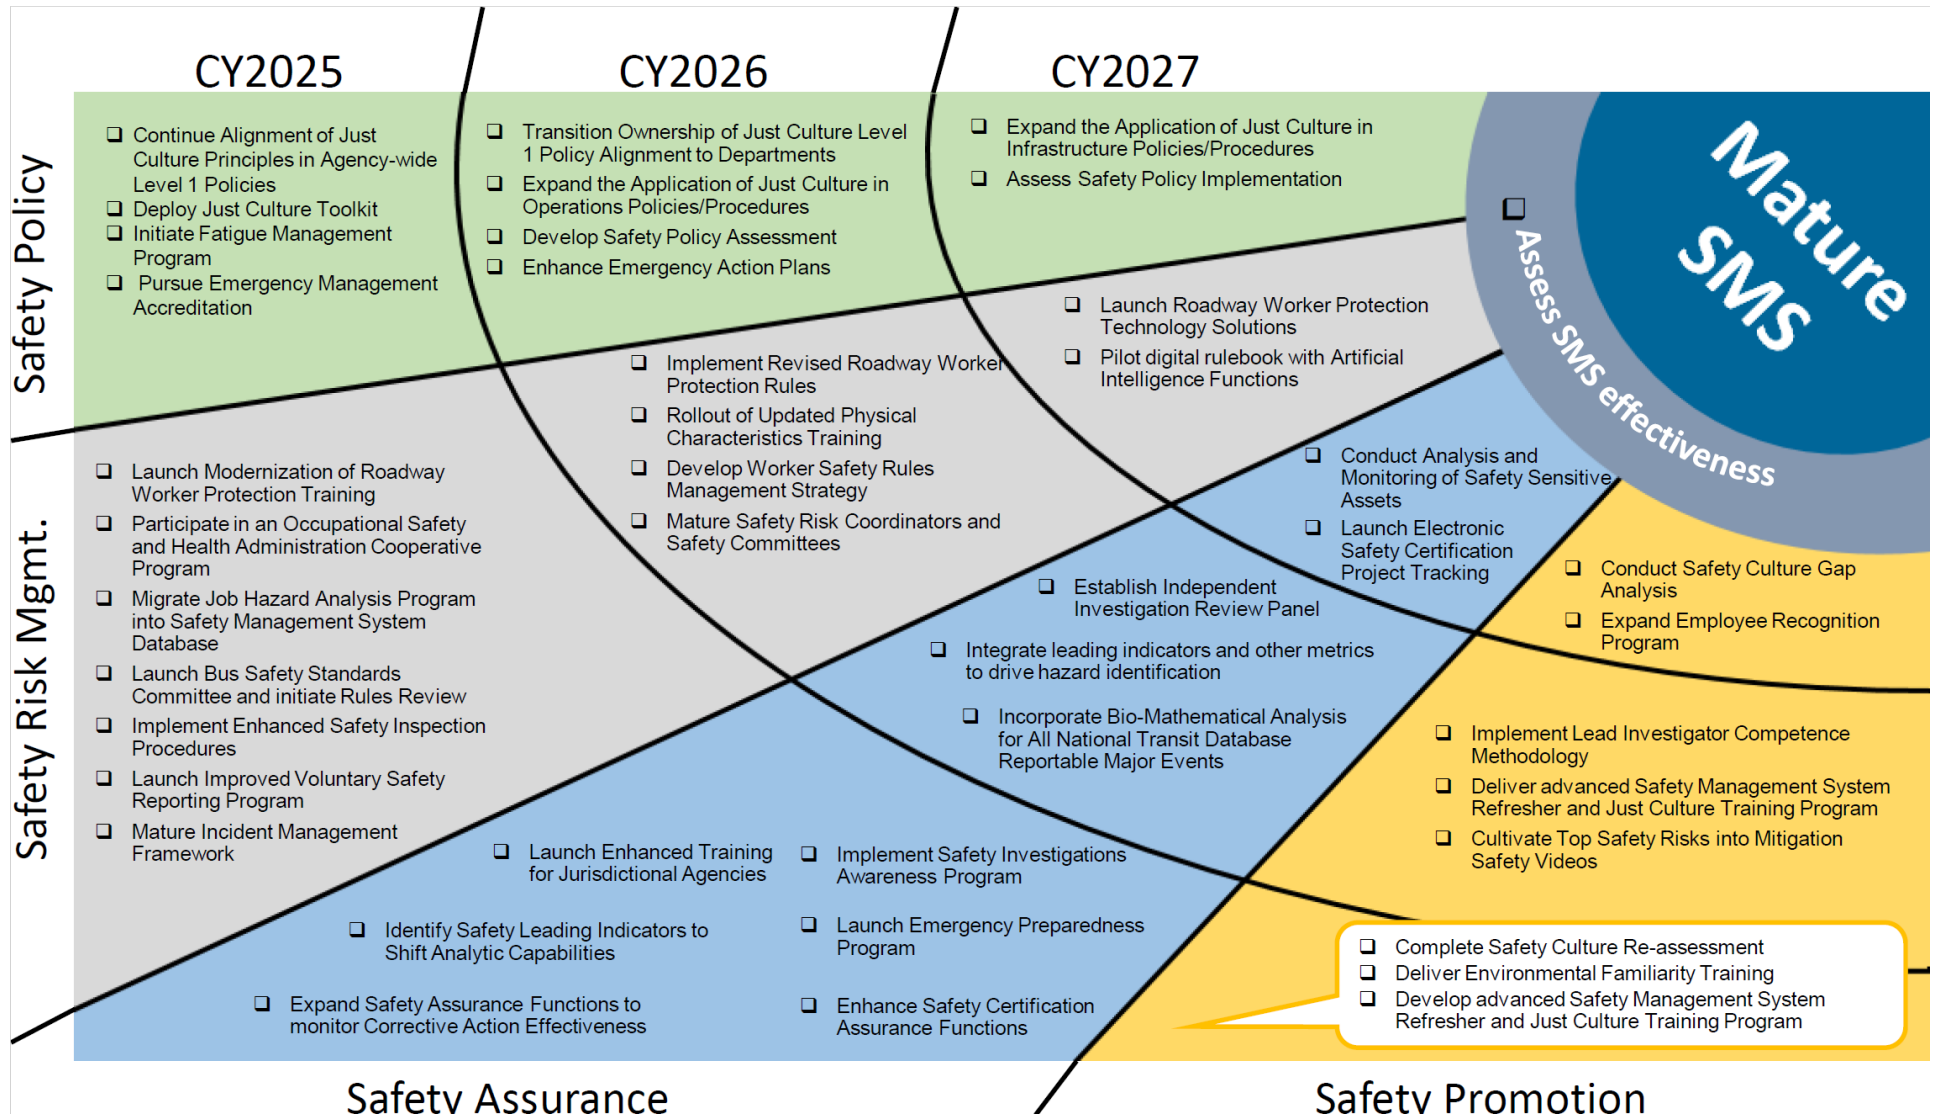 CY2025
CY2026
CY2027
Safety Policy
❑ Continue Alignment of Just
Culture Principles in Agency-wide
Level 1 Policies
❑ Deploy Just Culture Toolkit
❑ Initiate Fatigue Management
Program
❑ Pursue Emergency Management
Accreditation
❑ Transition Ownership of Just Culture Level
1 Policy Alignment to Departments
❑ Expand the Application of Just Culture in
Operations Policies/Procedures
❑ Develop Safety Policy Assessment
❑ Enhance Emergency Action Plans
❑ Expand the Application of Just Culture in
Infrastructure Policies/Procedures
❑ Assess Safety Policy Implementation
Safety Risk Mgmt.
❑ Launch Modernization of Roadway
Worker Protection Training
❑ Participate in an Occupational Safety
and Health Administration Cooperative
Program
❑ Migrate Job Hazard Analysis Program
into Safety Management System
Database
❑ Launch Bus Safety Standards
Committee and initiate Rules Review
❑ Implement Enhanced Safety Inspection
Procedures
❑ Launch Improved Voluntary Safety
Reporting Program
❑ Mature Incident Management
Framework
❑ Implement Revised Roadway Worker
Protection Rules
❑ Rollout of Updated Physical
Characteristics Training
❑ Develop Worker Safety Rules
Management Strategy
❑ Mature Safety Risk Coordinators and
Safety Committees
❑ Launch Roadway Worker Protection
Technology Solutions
❑ Pilot digital rulebook with Artificial
Intelligence Functions
❑ Launch Enhanced Training
for Jurisdictional Agencies
❑ Identify Safety Leading Indicators to
Shift Analytic Capabilities
❑ Expand Safety Assurance Functions to
monitor Corrective Action Effectiveness
❑ Implement Safety Investigations
Awareness Program
❑ Launch Emergency Preparedness
Program
❑ Enhance Safety Certification
Assurance Functions
❑ Establish Independent
Investigation Review Panel
❑ Integrate leading indicators and other metrics
to drive hazard identification
❑ Incorporate Bio-Mathematical Analysis
for All National Transit Database
Reportable Major Events
❑ Conduct Analysis and
Monitoring of Safety Sensitive
Assets
❑ Launch Electronic
Safety Certification
Project Tracking
Safety Assurance
❑ Complete Safety Culture Re-assessment
❑ Deliver Environmental Familiarity Training
❑ Develop advanced Safety Management System
Refresher and Just Culture Training Program
❑ Implement Lead Investigator Competence
Methodology
❑ Deliver advanced Safety Management System
Refresher and Just Culture Training Program
❑ Cultivate Top Safety Risks into Mitigation
Safety Videos
❑ Conduct Safety Culture Gap
Analysis
❑ Expand Employee Recognition
Program
Safety Promotion
❑ Assess SMS effectiveness
Mature
SMS